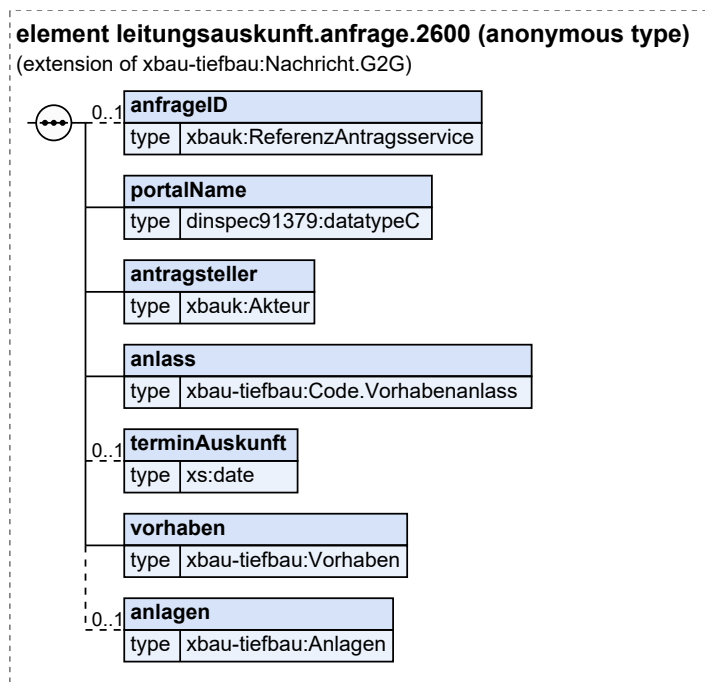 element leitungsauskunft.anfrage.2600 (anonymous type)
(extension of xbau-tiefbau:Nachricht.G2G)
0..1 anfrageID
type xbauk:ReferenzAntragsservice
portalName
type dinspec91379:datatypeC
antragsteller
type xbauk:Akteur
anlass
type xbau-tiefbau:Code.Vorhabenanlass
0..1 terminAuskunft
type xs:date
vorhaben
type xbau-tiefbau:Vorhaben
0..1 anlagen
type xbau-tiefbau:Anlagen